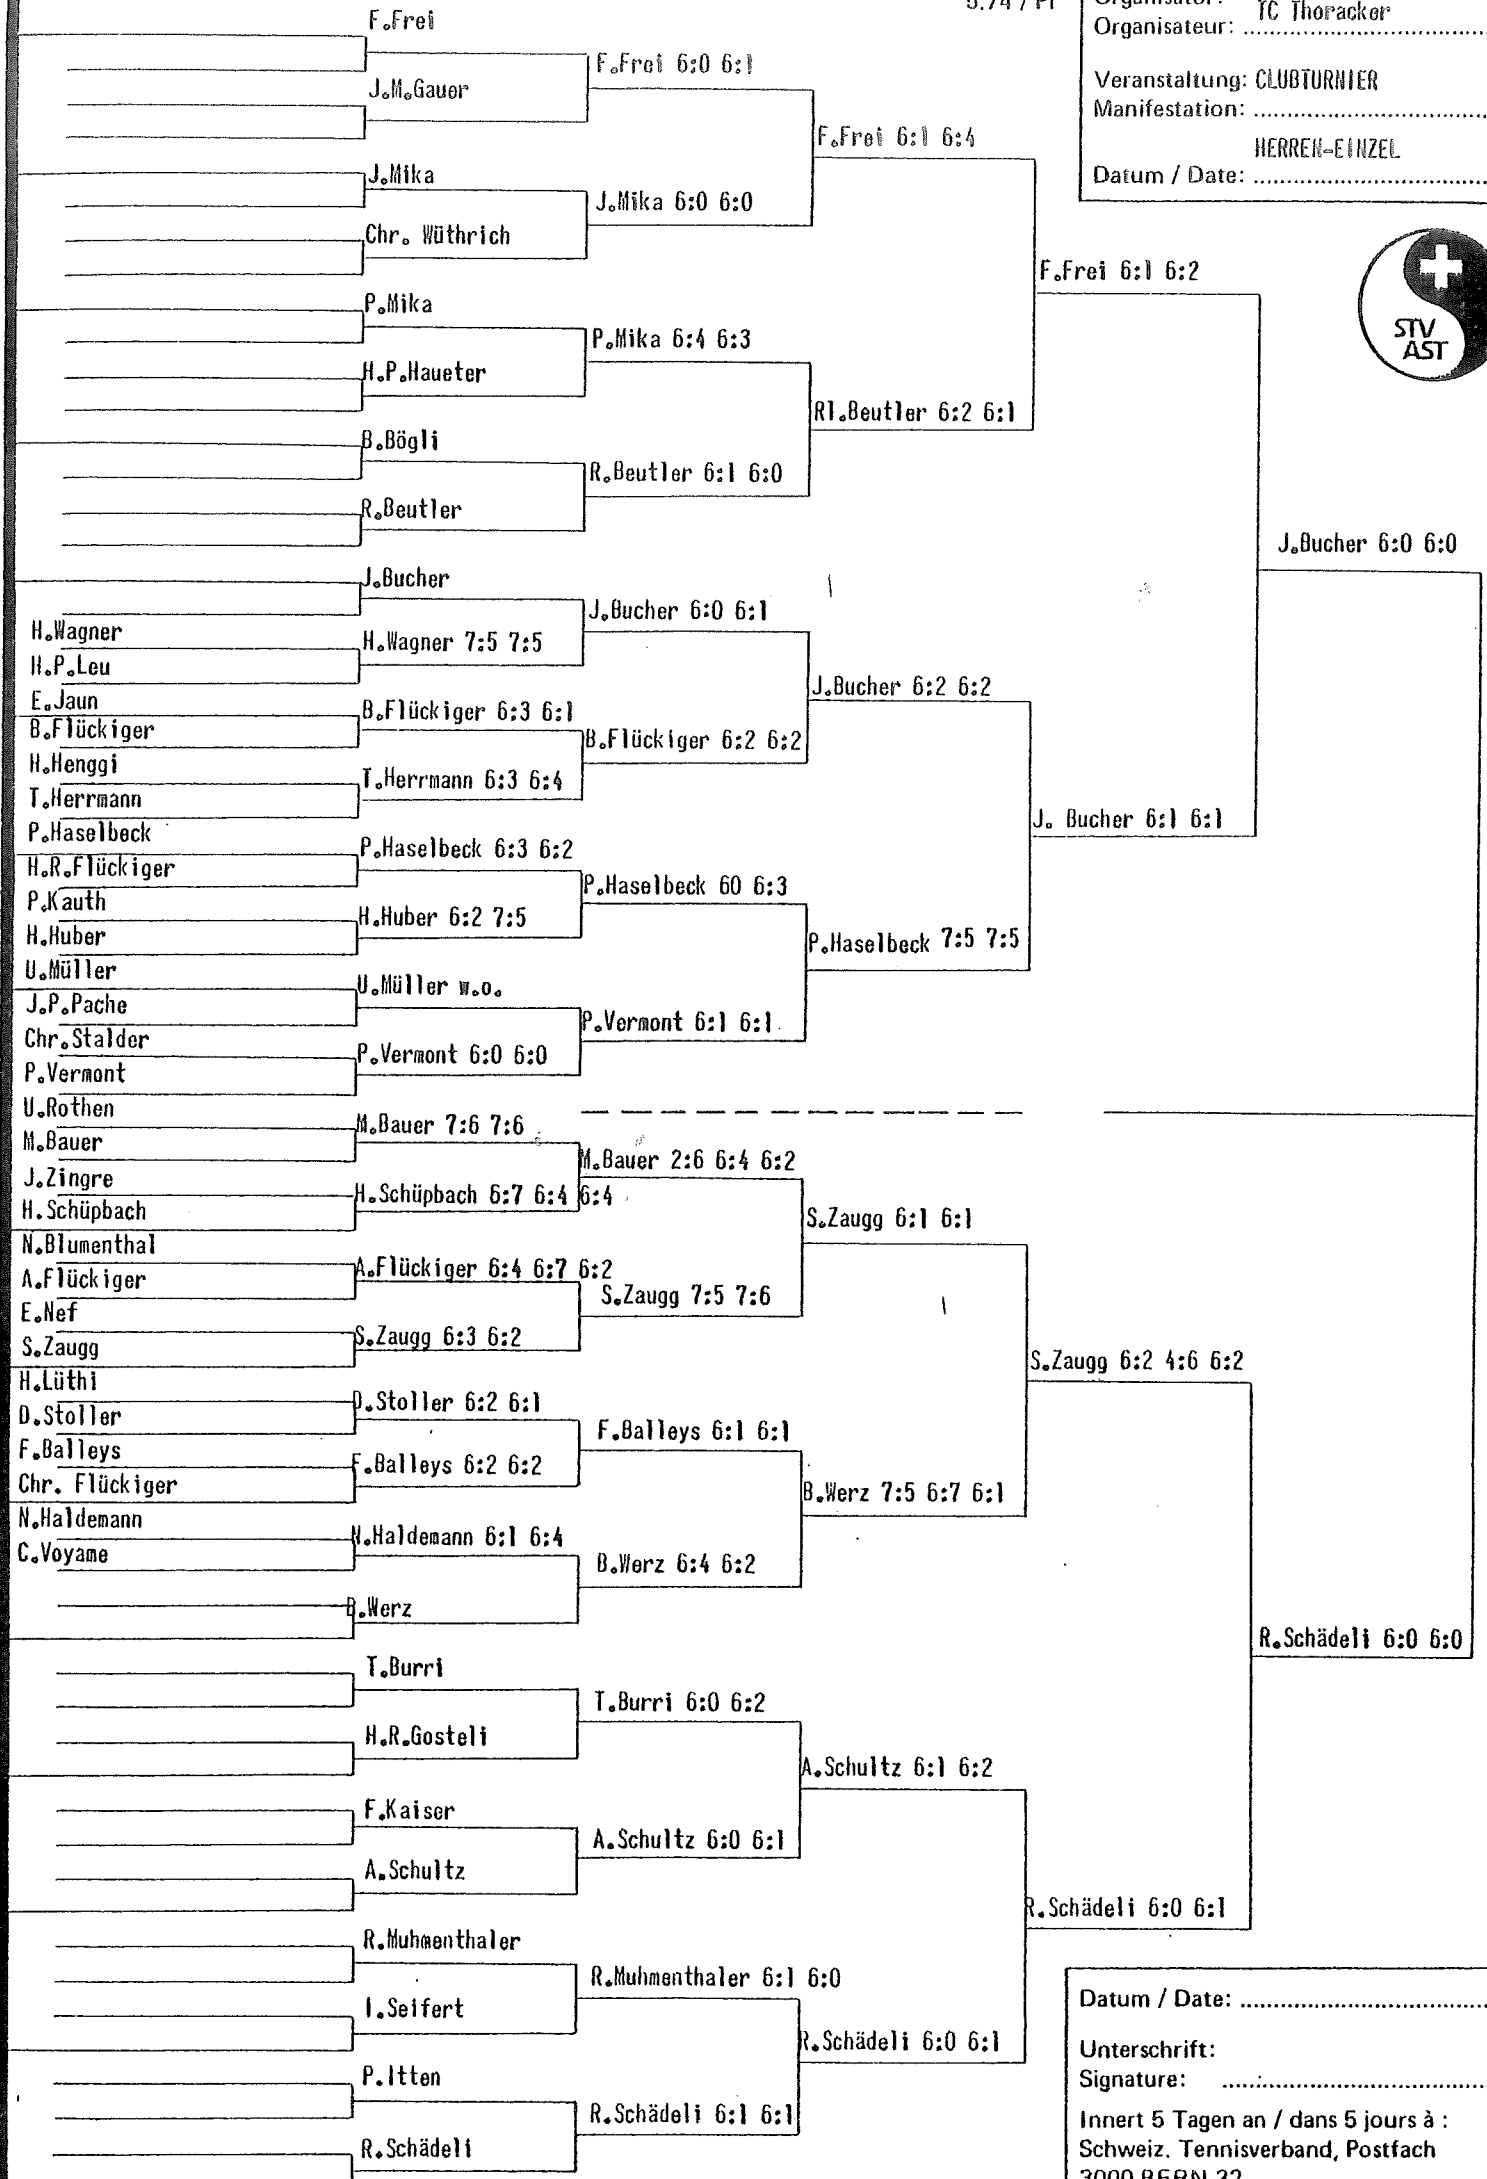 5.74 / Pf
Organisator: TC Thoracker
Organisateur:
Veranstaltung: CLUBTURNIER
Manifestation:
HERREN-EINZEL
Datum / Date:
STV
AST
F.Frei
J.M.Gauer
J.Mika
Chr. Wüthrich
P.Mika
H.P.Haueter
B.Bögli
R.Beutler
J.Bucher
H.Wagner
H.P.Leu
E.Jaun
B.Flückiger
H.Henggi
T.Herrmann
P.Haselbeck
H.R.Flückiger
P.Kauth
H.Huber
U.Müller
J.P.Pache
Chr.Stalder
P.Vermont
U.Rothen
M.Bauer
J.Zingre
H.Schüpbach
N.Blumenthal
A.Flückiger
E.Nef
S.Zaugg
H.Lüthi
D.Stoller
F.Balleys
Chr. Flückiger
N.Haldemann
C.Voyame
H.Wagner 7:5 7:5
B.Flückiger 6:3 6:1
T.Herrmann 6:3 6:4
P.Haselbeck 6:3 6:2
H.Huber 6:2 7:5
U.Müller w.o.
P.Vermont 6:0 6:0
M.Bauer 7:6 7:6
H.Schüpbach 6:7 6:4 6:4
A.Flückiger 6:4 6:7 6:2
S.Zaugg 6:3 6:2
D.Stoller 6:2 6:1
F.Balleys 6:2 6:2
N.Haldemann 6:1 6:4
B.Werz
T.Burri
H.R.Gosteli
F.Kaiser
A.Schultz
R.Muhmenthaler
I.Seifert
P.Itten
R.Schädeli
F.Frei 6:0 6:1
J.Mika 6:0 6:0
P.Mika 6:4 6:3
R.Beutler 6:1 6:0
J.Bucher 6:0 6:1
B.Flückiger 6:2 6:2
P.Haselbeck 60 6:3
P.Vermont 6:1 6:1
M.Bauer 2:6 6:4 6:2
S.Zaugg 7:5 7:6
F.Balleys 6:1 6:1
B.Werz 6:4 6:2
T.Burri 6:0 6:2
A.Schultz 6:0 6:1
R.Muhmenthaler 6:1 6:0
R.Schädeli 6:1 6:1
F.Frei 6:1 6:4
Rl.Beutler 6:2 6:1
J.Bucher 6:2 6:2
P.Haselbeck 7:5 7:5
S.Zaugg 6:1 6:1
B.Werz 7:5 6:7 6:1
A.Schultz 6:1 6:2
R.Schädeli 6:0 6:1
F.Frei 6:1 6:2
J. Bucher 6:1 6:1
S.Zaugg 6:2 4:6 6:2
R.Schädeli 6:0 6:1
J.Bucher 6:0 6:0
R.Schädeli 6:0 6:0
Datum / Date:
Unterschrift:
Signature:
Innert 5 Tagen an / dans 5 jours à :
Schweiz. Tennisverband, Postfach
3000 BERN 32